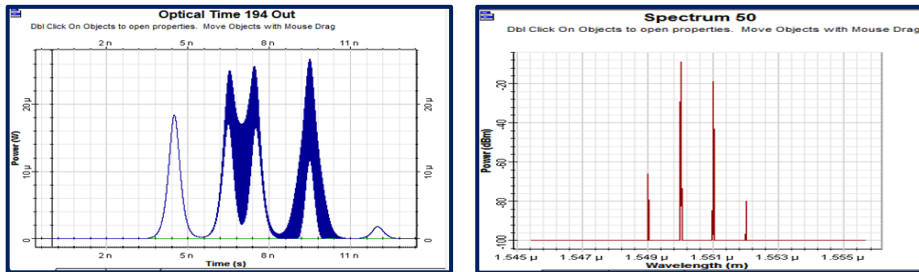 Optical Time 194 Out
Dbl Click On Objects to open properties. Move Objects with Mouse Drag
2 n 5 n 8 n 11 n
Power (W)
20 µ
10 µ
0
20 µ
10 µ
0
2 n 5 n 8 n 11 n
Time (s)
Spectrum 50
Dbl Click On Objects to open properties. Move Objects with Mouse Drag
Power (dBm)
-20
-40
-60
-80
-100
1.545 µ 1.547 µ 1.549 µ 1.551 µ 1.553 µ 1.555 µ
Wavelength (m)